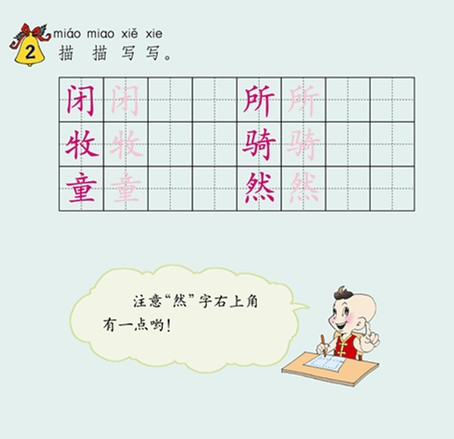 miáo miao xiě xie
2 描 描 写 写。
闭 闭 所 所
牧 牧 骑 骑
童 童 然 然
注意“然”字右上角
有一点哟！